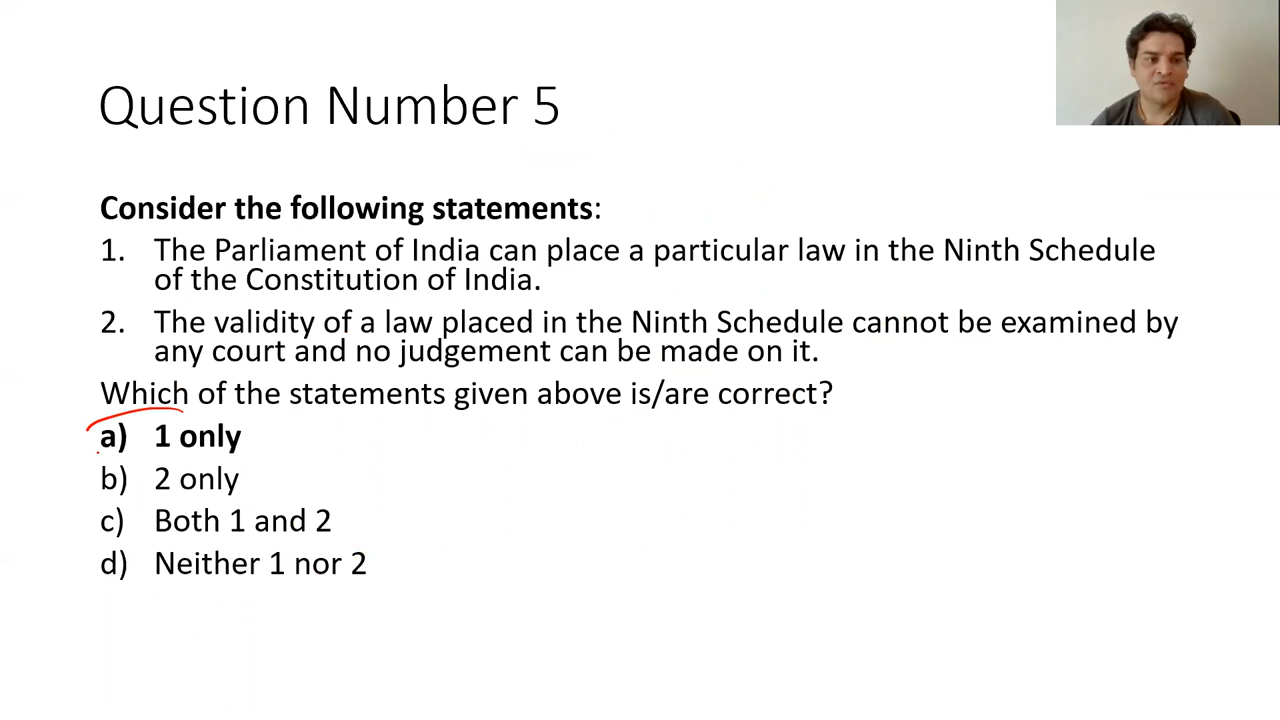 Question Number 5
Consider the following statements:
1. The Parliament of India can place a particular law in the Ninth Schedule
of the Constitution of India.
2. The validity of a law placed in the Ninth Schedule cannot be examined by
any court and no judgement can be made on it.
Which of the statements given above is/are correct?
a) 1 only
b) 2 only
c) Both 1 and 2
d) Neither 1 nor 2